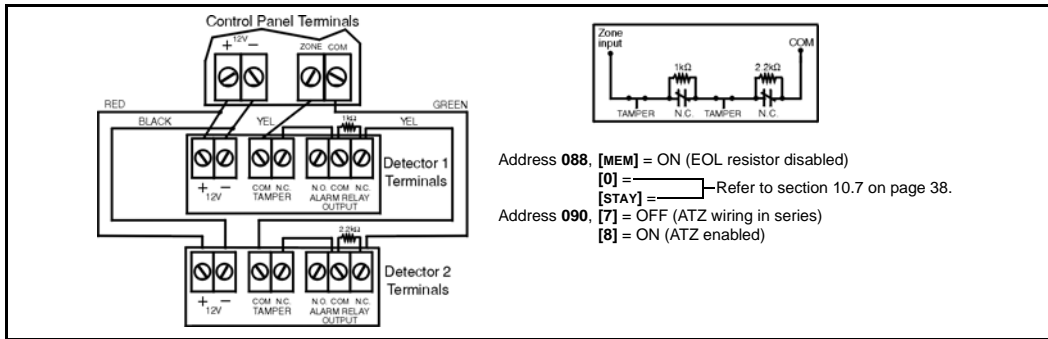 Control Panel Terminals
+ 12V −
ZONE COM
RED
GREEN
BLACK
YEL
1kΩ
YEL
Detector 1
Terminals
+ 12V −
COM N.C.
TAMPER
N.O. COM N.C.
ALARM RELAY
OUTPUT
2.2kΩ
Detector 2
Terminals
+ 12V −
COM N.C.
TAMPER
N.O. COM N.C.
ALARM RELAY
OUTPUT
Zone
input
COM
1kΩ
2.2kΩ
TAMPER N.C. TAMPER N.C.
Address 088, [MEM] = ON (EOL resistor disabled)
[0] =
[STAY] =
Refer to section 10.7 on page 38.
Address 090, [7] = OFF (ATZ wiring in series)
[8] = ON (ATZ enabled)